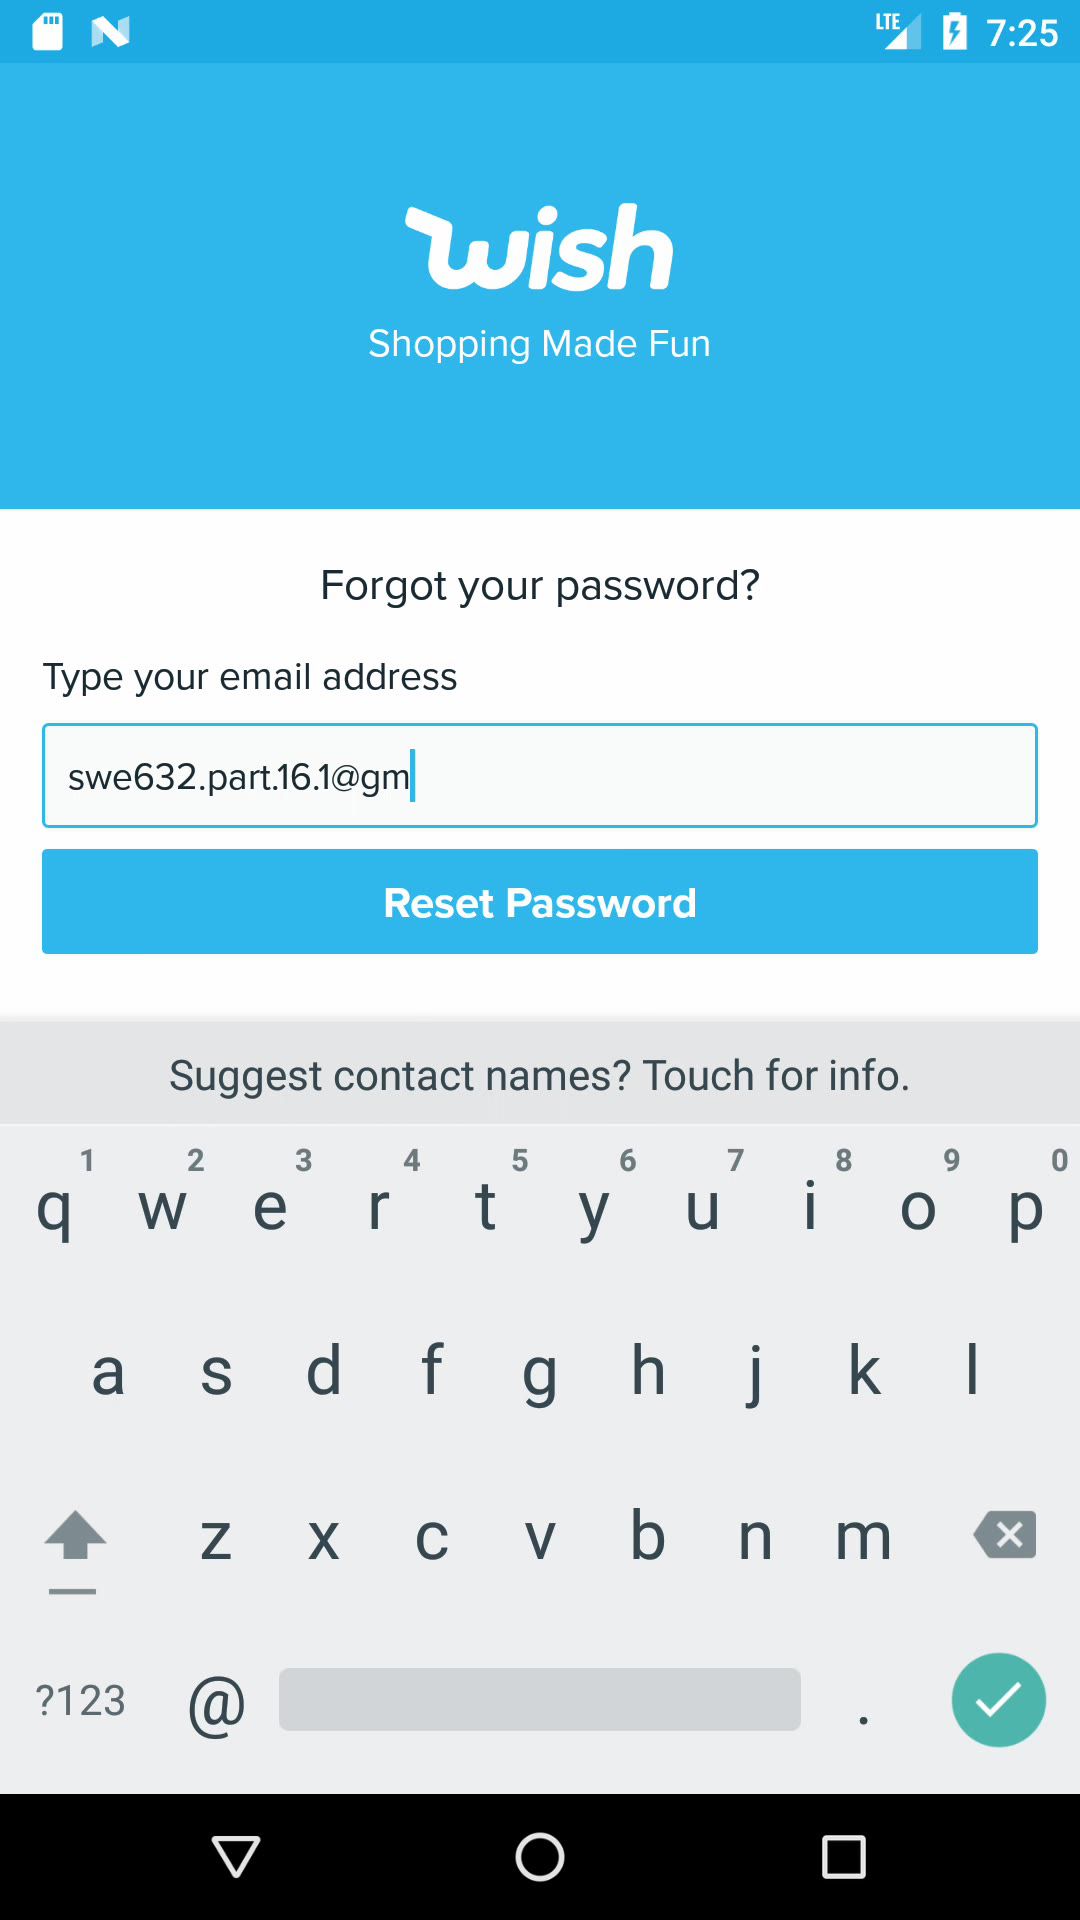 LTE 7:25
wish
Shopping Made Fun
Forgot your password?
Type your email address
swe632.part.16.1@gm
Reset Password
Suggest contact names? Touch for info.
1 2 3 4 5 6 7 8 9 0
q w e r t y u i o p
a s d f g h j k l
z x c v b n m
?123 @ .